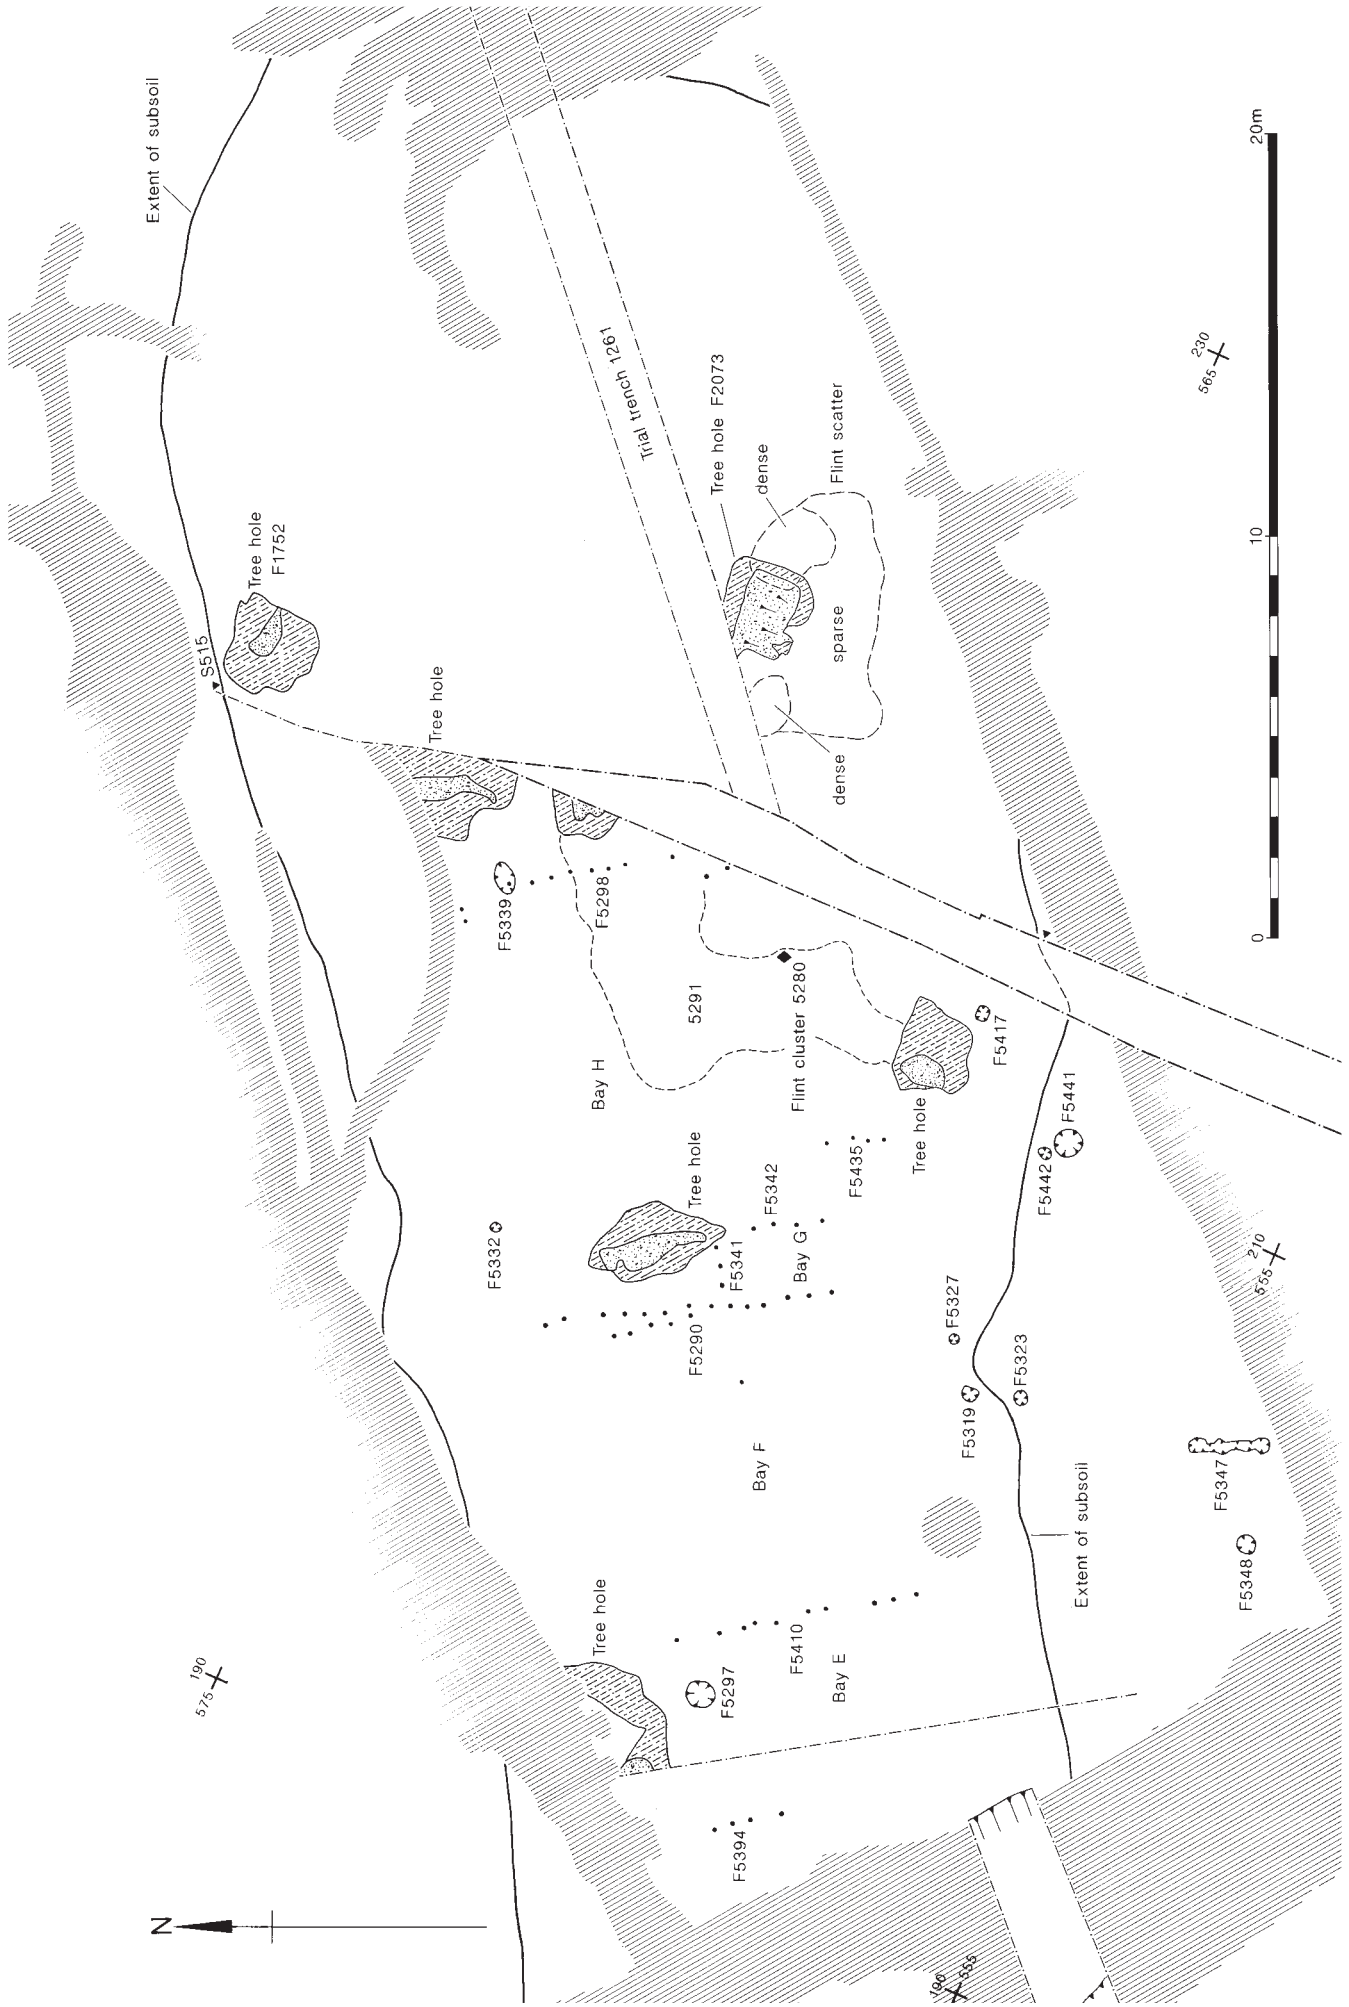 Extent of subsoil
S515
Tree hole
F1752
Tree hole
Trial trench 1261
Tree hole F2073
dense
Flint scatter
sparse
dense
230
565
20m
10
0
F5339
F5298
5291
Bay H
Flint cluster 5280
F5417
Tree hole
F5441
F5442
F5435
F5342
Tree hole
F5332
F5341
Bay G
F5290
F5327
F5323
F5319
210
555
Bay F
F5347
F5348
Extent of subsoil
Tree hole
F5410
Bay E
F5297
190
575
F5394
N
190
555